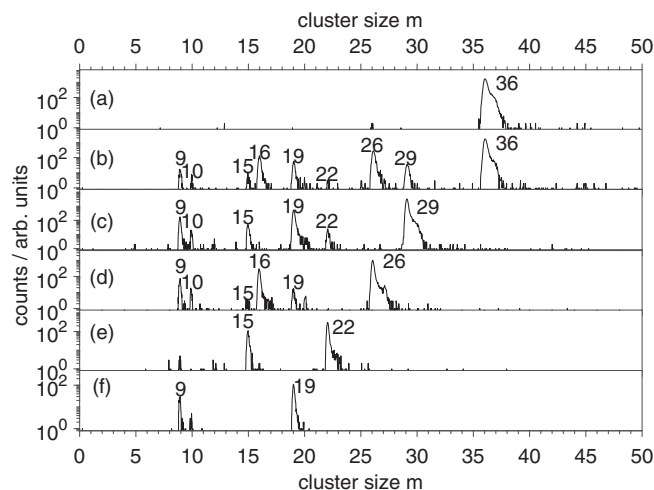 cluster size m
0 5 10 15 20 25 30 35 40 45 50
10² (a) 36
10⁰
10² (b) 9 10 15 16 19 22 26 29 36
10⁰
10² (c) 9 10 15 19 22 29
10⁰
10² (d) 9 10 15 16 19 26
10⁰
10² (e) 15 22
10⁰
10² (f) 9 19
10⁰
counts / arb. units
0 5 10 15 20 25 30 35 40 45 50
cluster size m